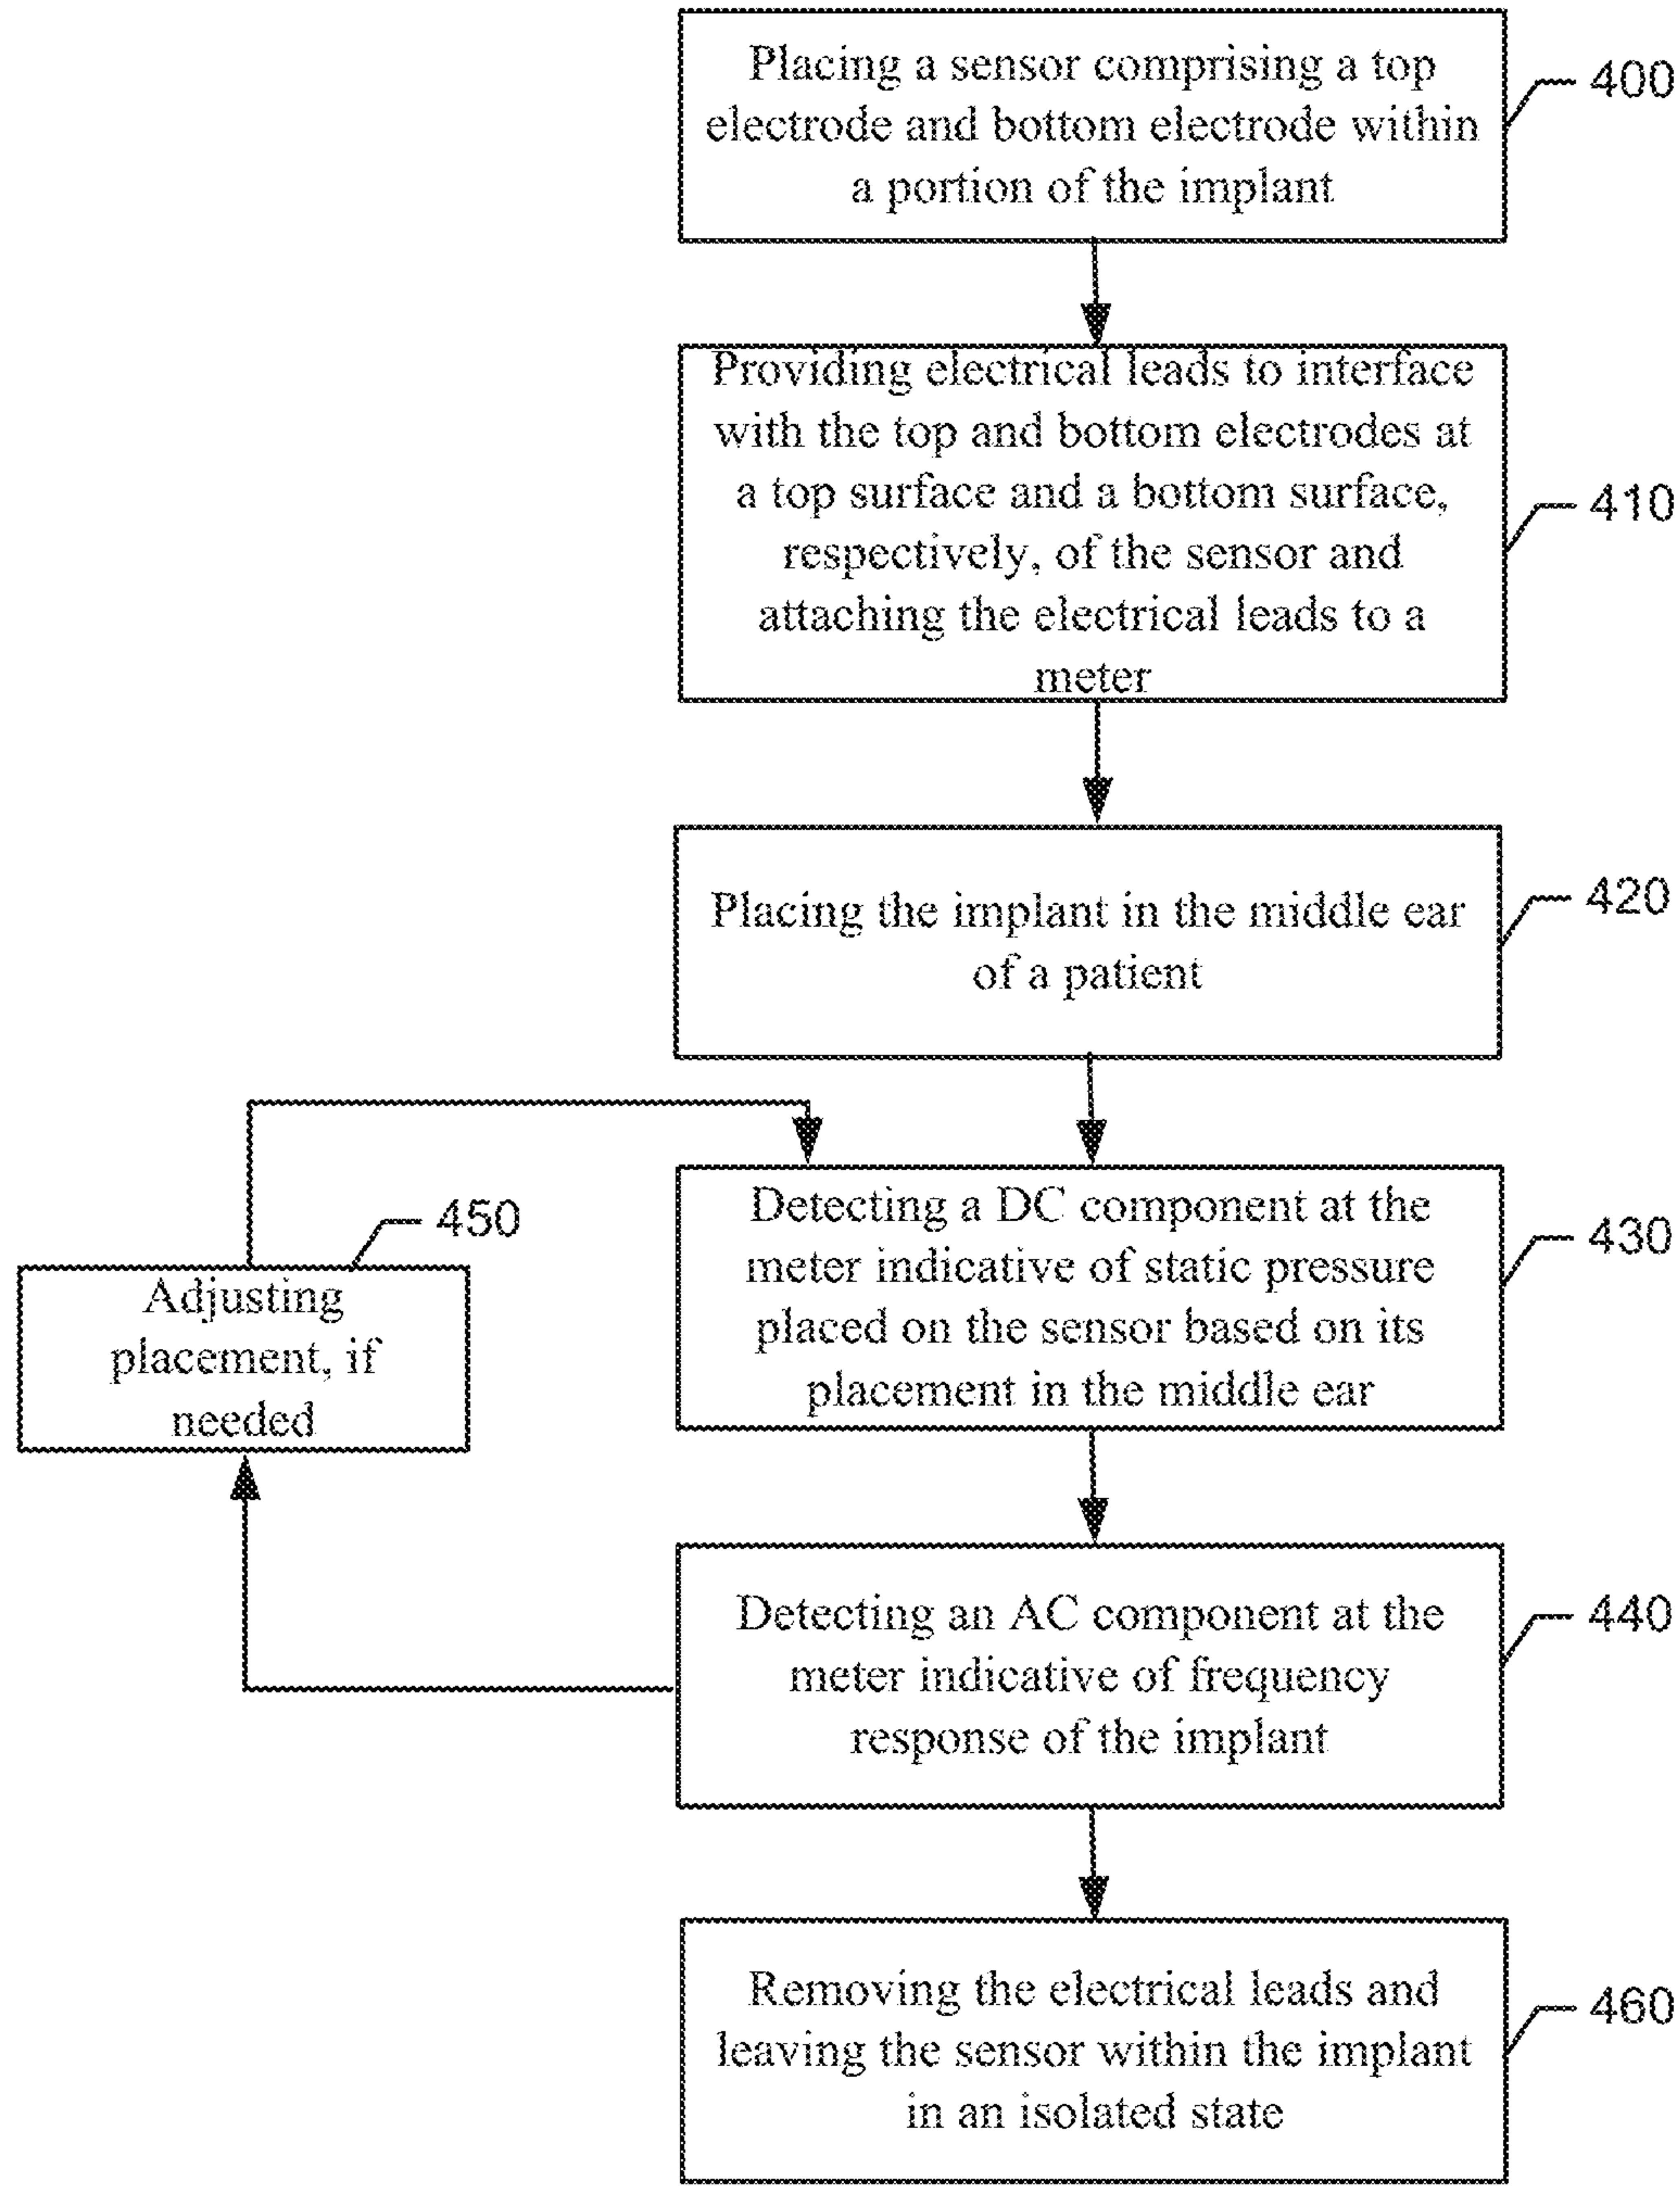 Placing a sensor comprising a top
electrode and bottom electrode within
a portion of the implant
400
Providing electrical leads to interface
with the top and bottom electrodes at
a top surface and a bottom surface,
respectively, of the sensor and
attaching the electrical leads to a
meter
410
Placing the implant in the middle ear
of a patient
420
Detecting a DC component at the
meter indicative of static pressure
placed on the sensor based on its
placement in the middle ear
430
450
Adjusting
placement, if
needed
Detecting an AC component at the
meter indicative of frequency
response of the implant
440
Removing the electrical leads and
leaving the sensor within the implant
in an isolated state
460